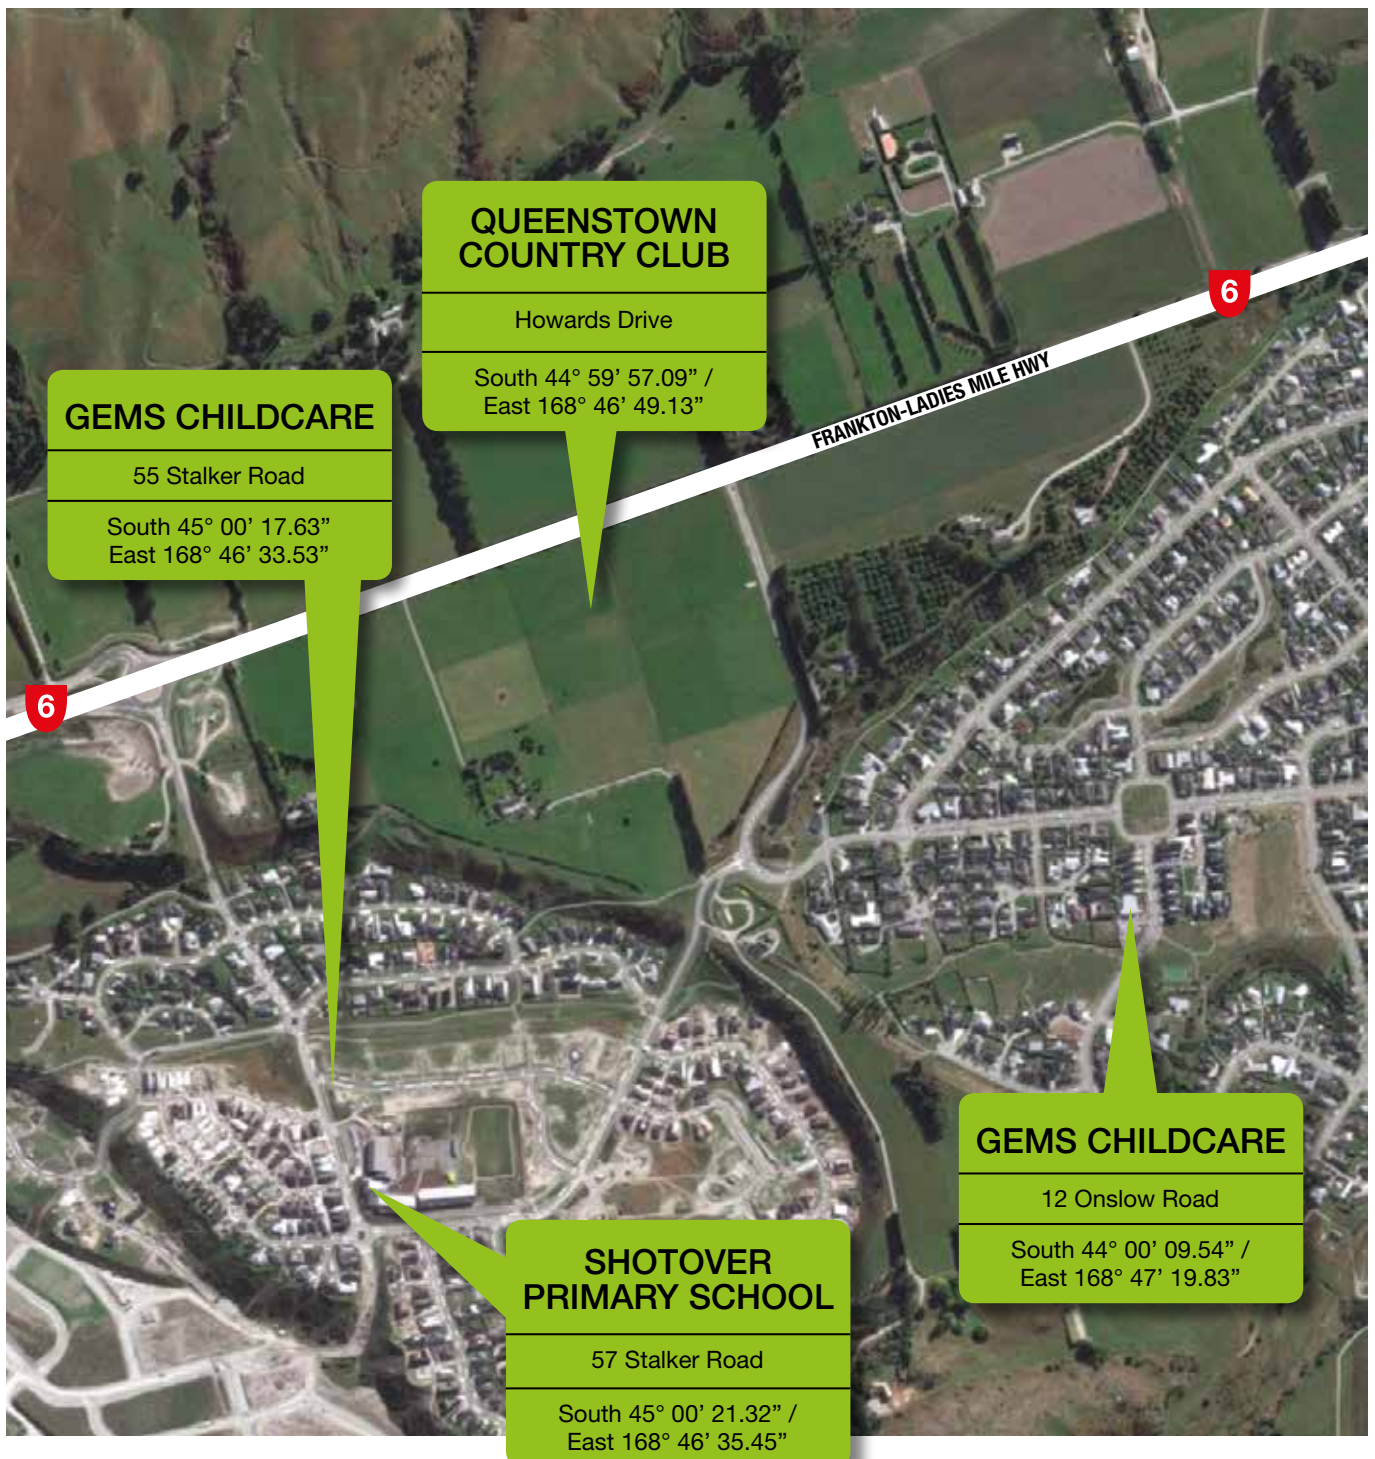 QUEENSTOWN
COUNTRY CLUB
Howards Drive
South 44° 59’ 57.09” /
East 168° 46’ 49.13”
6
FRANKTON-LADIES MILE HWY
GEMS CHILDCARE
55 Stalker Road
South 45° 00’ 17.63”
East 168° 46’ 33.53”
6
GEMS CHILDCARE
12 Onslow Road
South 44° 00’ 09.54” /
East 168° 47’ 19.83”
SHOTOVER
PRIMARY SCHOOL
57 Stalker Road
South 45° 00’ 21.32” /
East 168° 46’ 35.45”